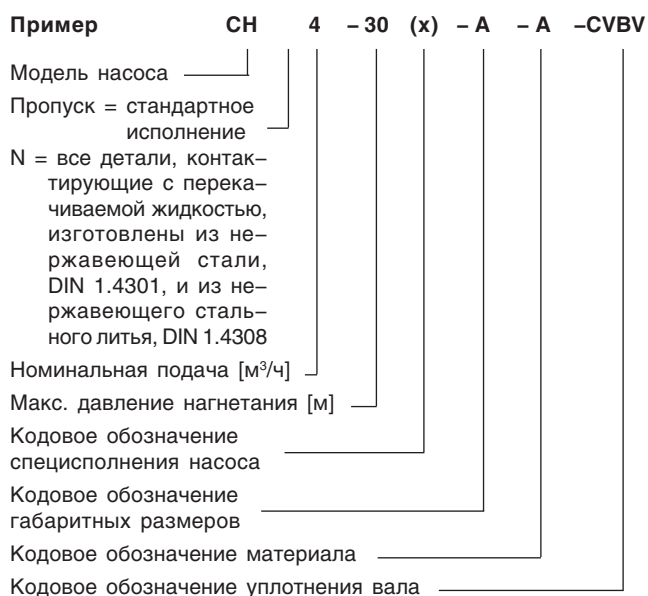 Пример CH 4 – 30 (x) – A – A –CVBV
Модель насоса
Пропуск = стандартное
исполнение
N = все детали, контак–
тирующие с перека–
чиваемой жидкостью,
изготовлены из не–
ржавеющей стали,
DIN 1.4301, и из не–
ржавеющего сталь–
ного литья, DIN 1.4308
Номинальная подача [м³/ч]
Макс. давление нагнетания [м]
Кодовое обозначение
специсполнения насоса
Кодовое обозначение
габаритных размеров
Кодовое обозначение материала
Кодовое обозначение уплотнения вала